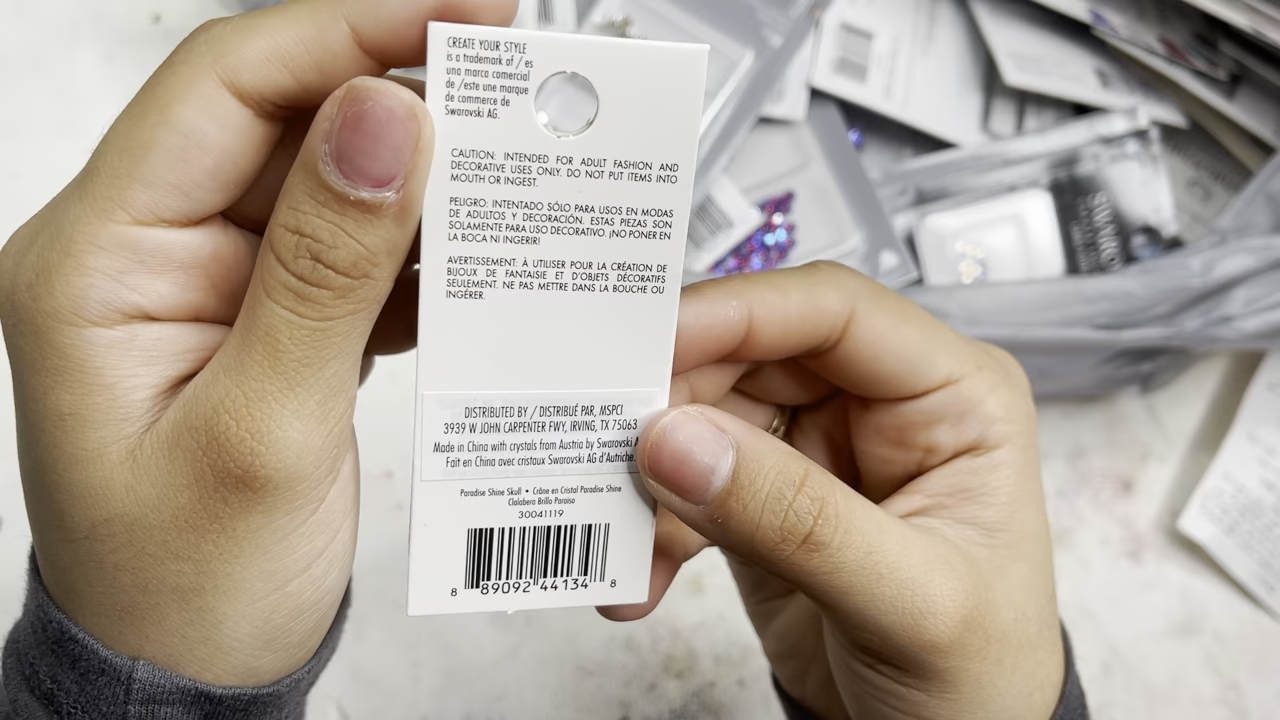 CREATE YOUR STYLE
is a trademark of / es
una marca comercial
de /este une marque
de commerce de
Swarovski AG.
CAUTION: INTENDED FOR ADULT FASHION AND
DECORATIVE USES ONLY. DO NOT PUT ITEMS INTO
MOUTH OR INGEST.
PELIGRO: INTENTADO SÓLO PARA USOS EN MODAS
DE ADULTOS Y DECORACIÓN. ESTAS PIEZAS SON
SOLAMENTE PARA USO DECORATIVO. ¡NO PONER EN
LA BOCA NI INGERIR!
AVERTISSEMENT: À UTILISER POUR LA CRÉATION DE
BIJOUX DE FANTAISIE ET D'OBJETS DÉCORATIFS
SEULEMENT. NE PAS METTRE DANS LA BOUCHE OU
INGÉRER.
DISTRIBUTED BY / DISTRIBUÉ PAR, MSPCI
3939 W JOHN CARPENTER FWY, IRVING, TX 75063
Made in China with crystals from Austria by Swarovski A
Fait en China avec cristaux Swarovski AG d'Autriche.
Paradise Shine Skull • Crâne en Cristal Paradise Shine
Clalabera Brillo Paraiso
30041119
8 89092 44134 8